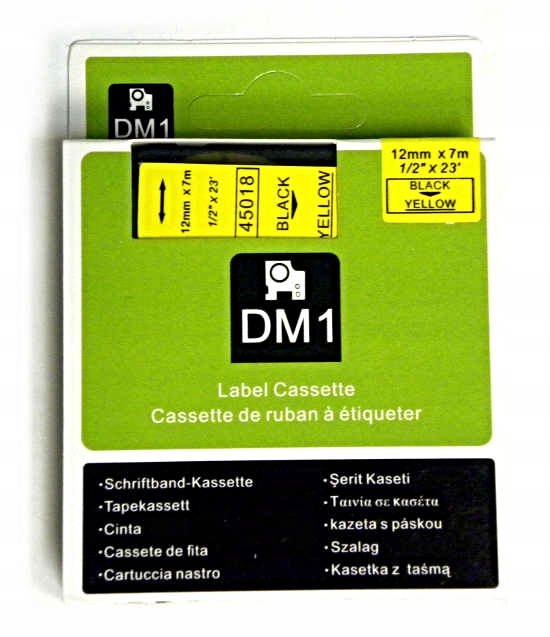 DM1
12mm x 7m
1/2" x 23'
45018
BLACK
YELLOW
12mm x 7m
1/2" x 23'
BLACK
YELLOW
DM1
Label Cassette
Cassette de ruban à étiqueter
·Schriftband-Kassette
·Tapekassett
·Cinta
·Cassete de fita
·Cartuccia nastro
·Şerit Kaseti
·Ταινία σε κασέτα
·kazeta s páskou
·Szalag
·Kasetka z taśmą